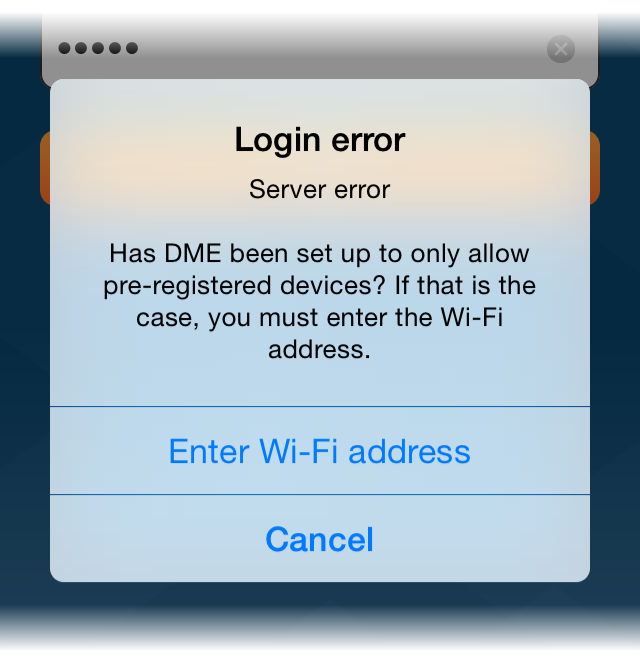 Login error
Server error
Has DME been set up to only allow
pre-registered devices? If that is the
case, you must enter the Wi-Fi
address.
Enter Wi-Fi address
Cancel